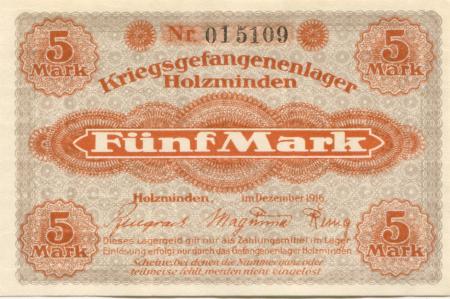 5 Mark
Nr. 015109
5 Mark
Kriegsgefangenenlager
Holzminden
Fünf Mark
Holzminden, im Dezember 1916
5 Mark
5 Mark
Dieses Lagergeld gilt nur als Zahlungsmittel im Lager.
Einlösung erfolgt nur durch das Gefangenenlager Holzminden
Scheine, bei denen die Nummer ganz oder
teilweise fehlt, werden nicht eingelöst